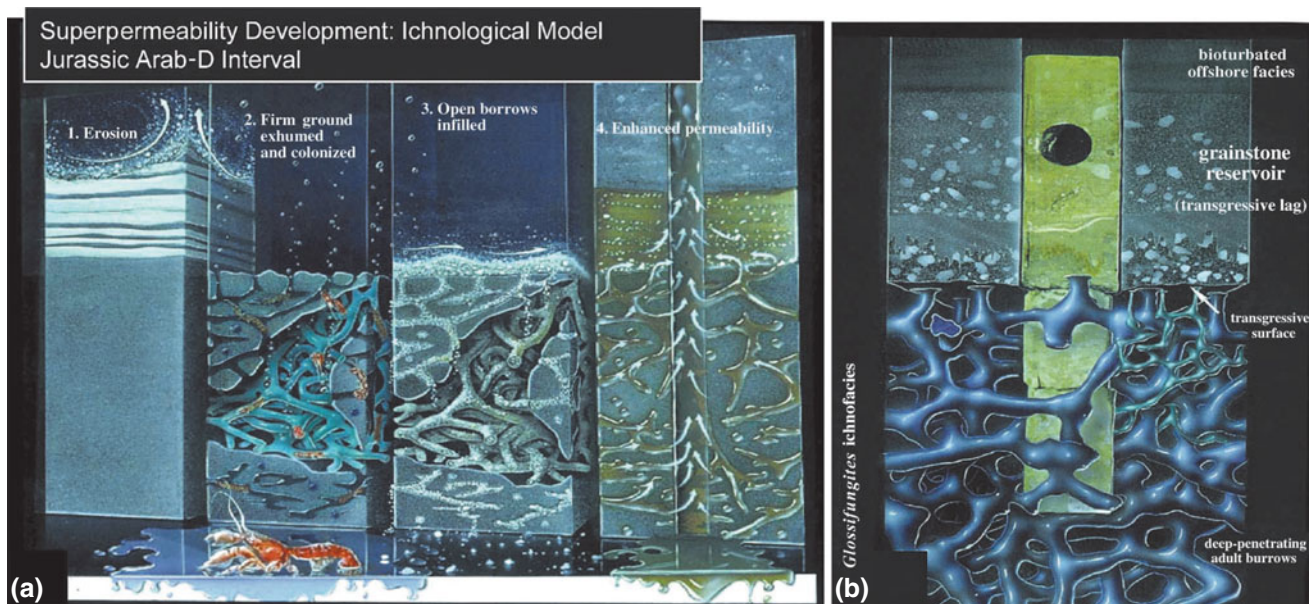 Superpermeability Development: Ichnological Model
Jurassic Arab-D Interval
1. Erosion
2. Firm ground
exhumed
and colonized
3. Open borrows
infilled
4. Enhanced permeability
(a)
bioturbated
offshore facies
grainstone
reservoir
(transgressive lag)
transgressive
surface
Glossifungites ichnofacies
deep-penetrating
adult burrows
(b)